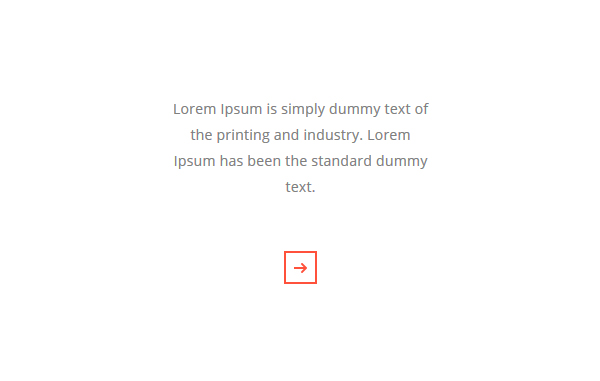 Lorem Ipsum is simply dummy text of
the printing and industry. Lorem
Ipsum has been the standard dummy
text.